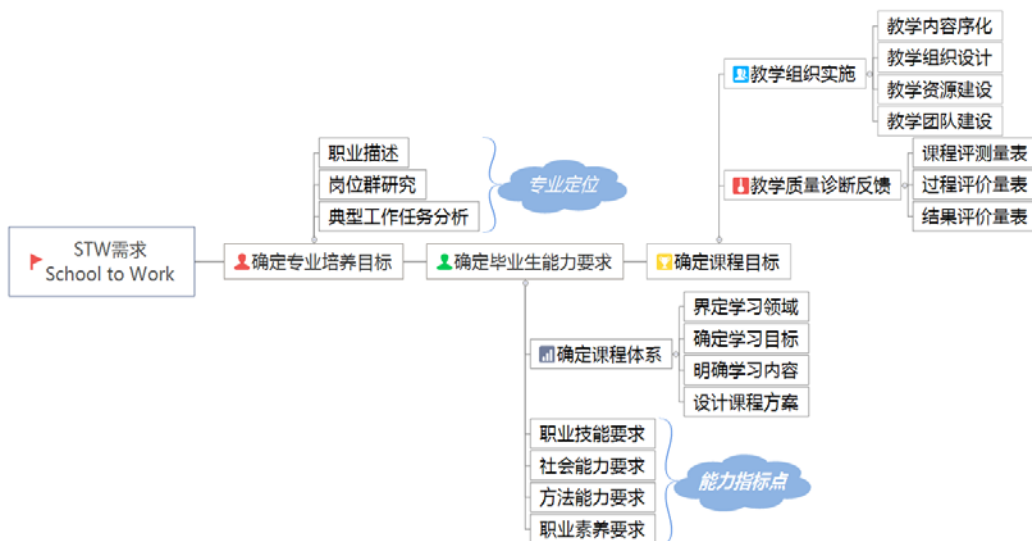 教学内容序化
教学组织设计
教学组织实施
教学资源建设
教学团队建设
职业描述
岗位群研究
典型工作任务分析
专业定位
课程评测量表
教学质量诊断反馈
过程评价量表
结果评价量表
STW需求
School to Work
确定专业培养目标
确定毕业生能力要求
确定课程目标
界定学习领域
确定学习目标
确定课程体系
明确学习内容
设计课程方案
职业技能要求
社会能力要求
方法能力要求
职业素养要求
能力指标点